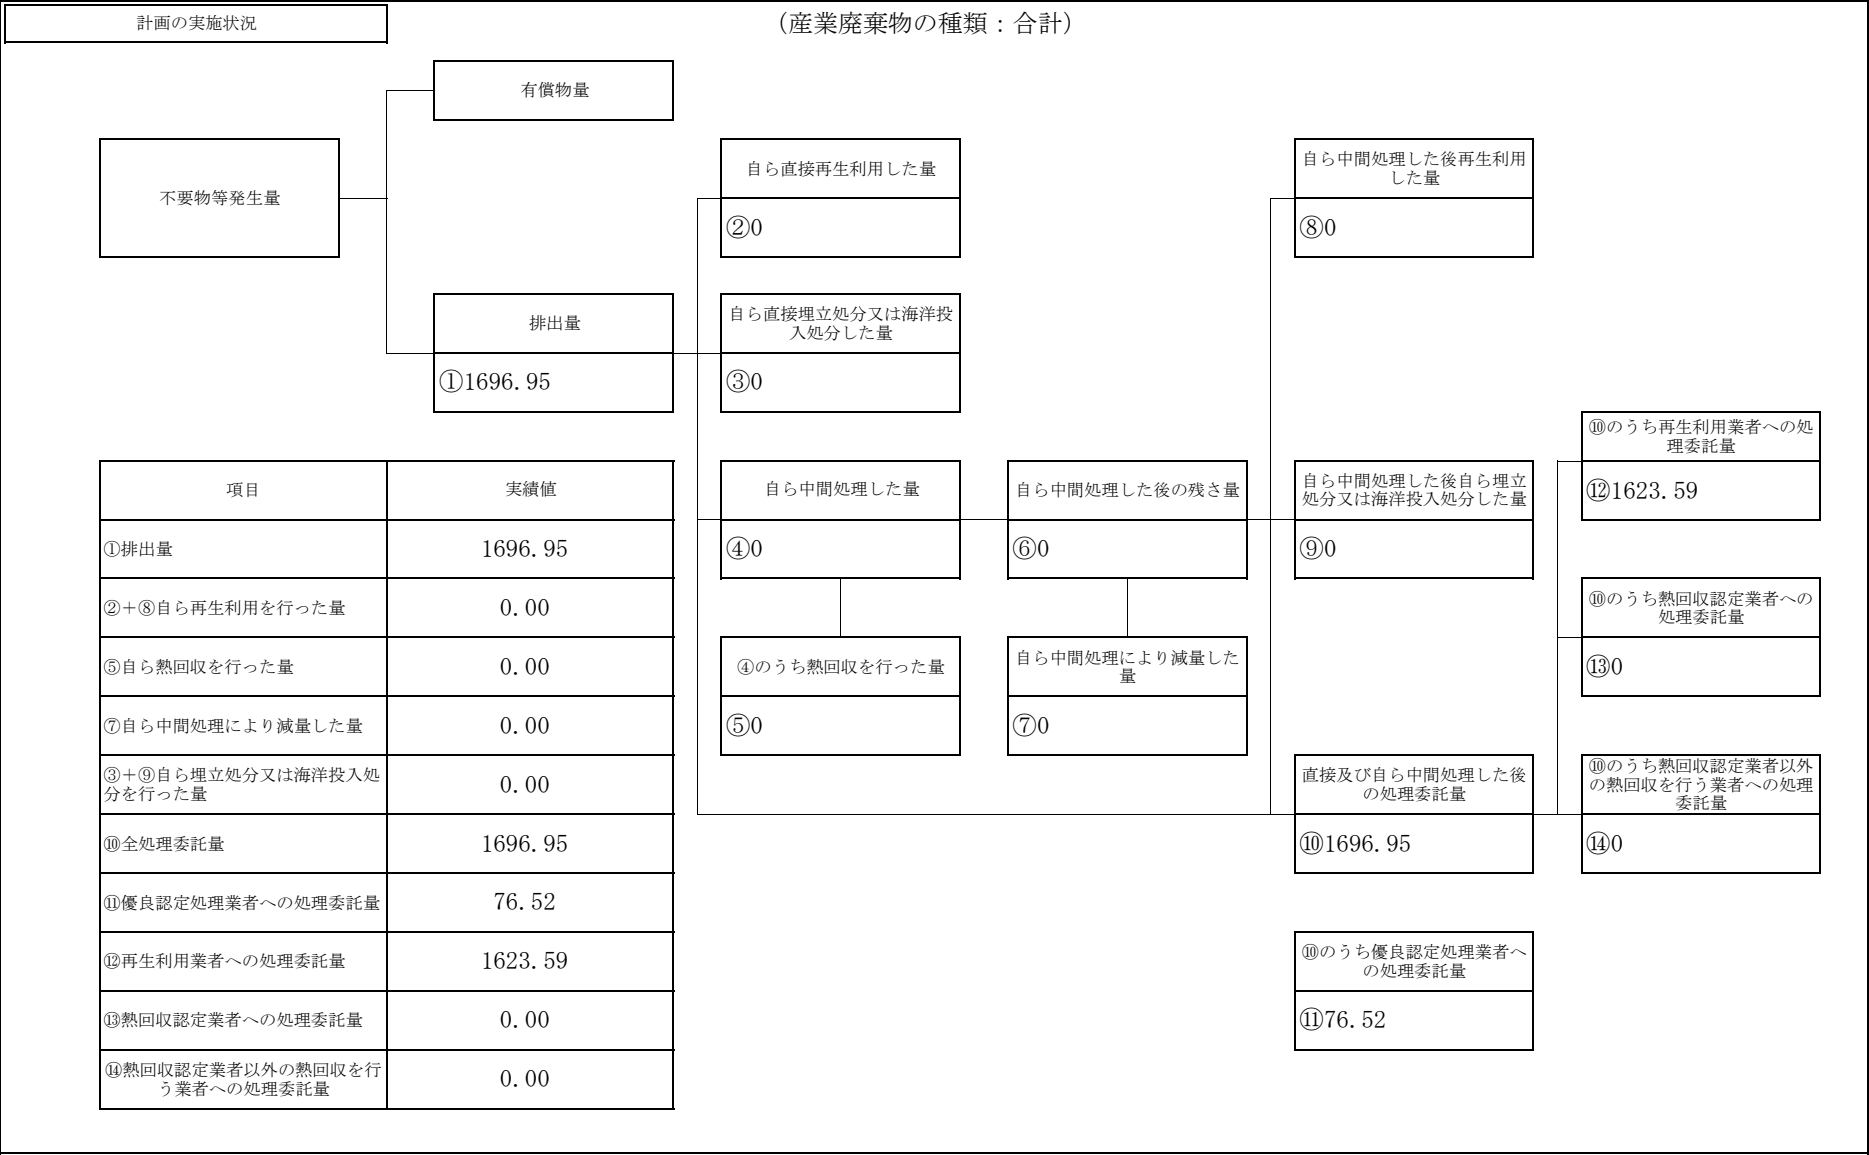 計画の実施状況
（産業廃棄物の種類：合計）
有償物量
不要物等発生量
自ら直接再生利用した量
②0
自ら中間処理した後再生利用
した量
⑧0
排出量
①1696.95
自ら直接埋立処分又は海洋投
入処分した量
③0
⑩のうち再生利用業者への処
理委託量
⑫1623.59
自ら中間処理した量
④0
自ら中間処理した後の残さ量
⑥0
自ら中間処理した後自ら埋立
処分又は海洋投入処分した量
⑨0
⑩のうち熱回収認定業者への
処理委託量
⑬0
④のうち熱回収を行った量
⑤0
自ら中間処理により減量した
量
⑦0
直接及び自ら中間処理した後
の処理委託量
⑩1696.95
⑩のうち熱回収認定業者以外
の熱回収を行う業者への処理
委託量
⑭0
⑩のうち優良認定処理業者へ
の処理委託量
⑪76.52
項目 実績値
①排出量 1696.95
②＋⑧自ら再生利用を行った量 0.00
⑤自ら熱回収を行った量 0.00
⑦自ら中間処理により減量した量 0.00
③＋⑨自ら埋立処分又は海洋投入処
分を行った量 0.00
⑩全処理委託量 1696.95
⑪優良認定処理業者への処理委託量 76.52
⑫再生利用業者への処理委託量 1623.59
⑬熱回収認定業者への処理委託量 0.00
⑭熱回収認定業者以外の熱回収を行
う業者への処理委託量 0.00